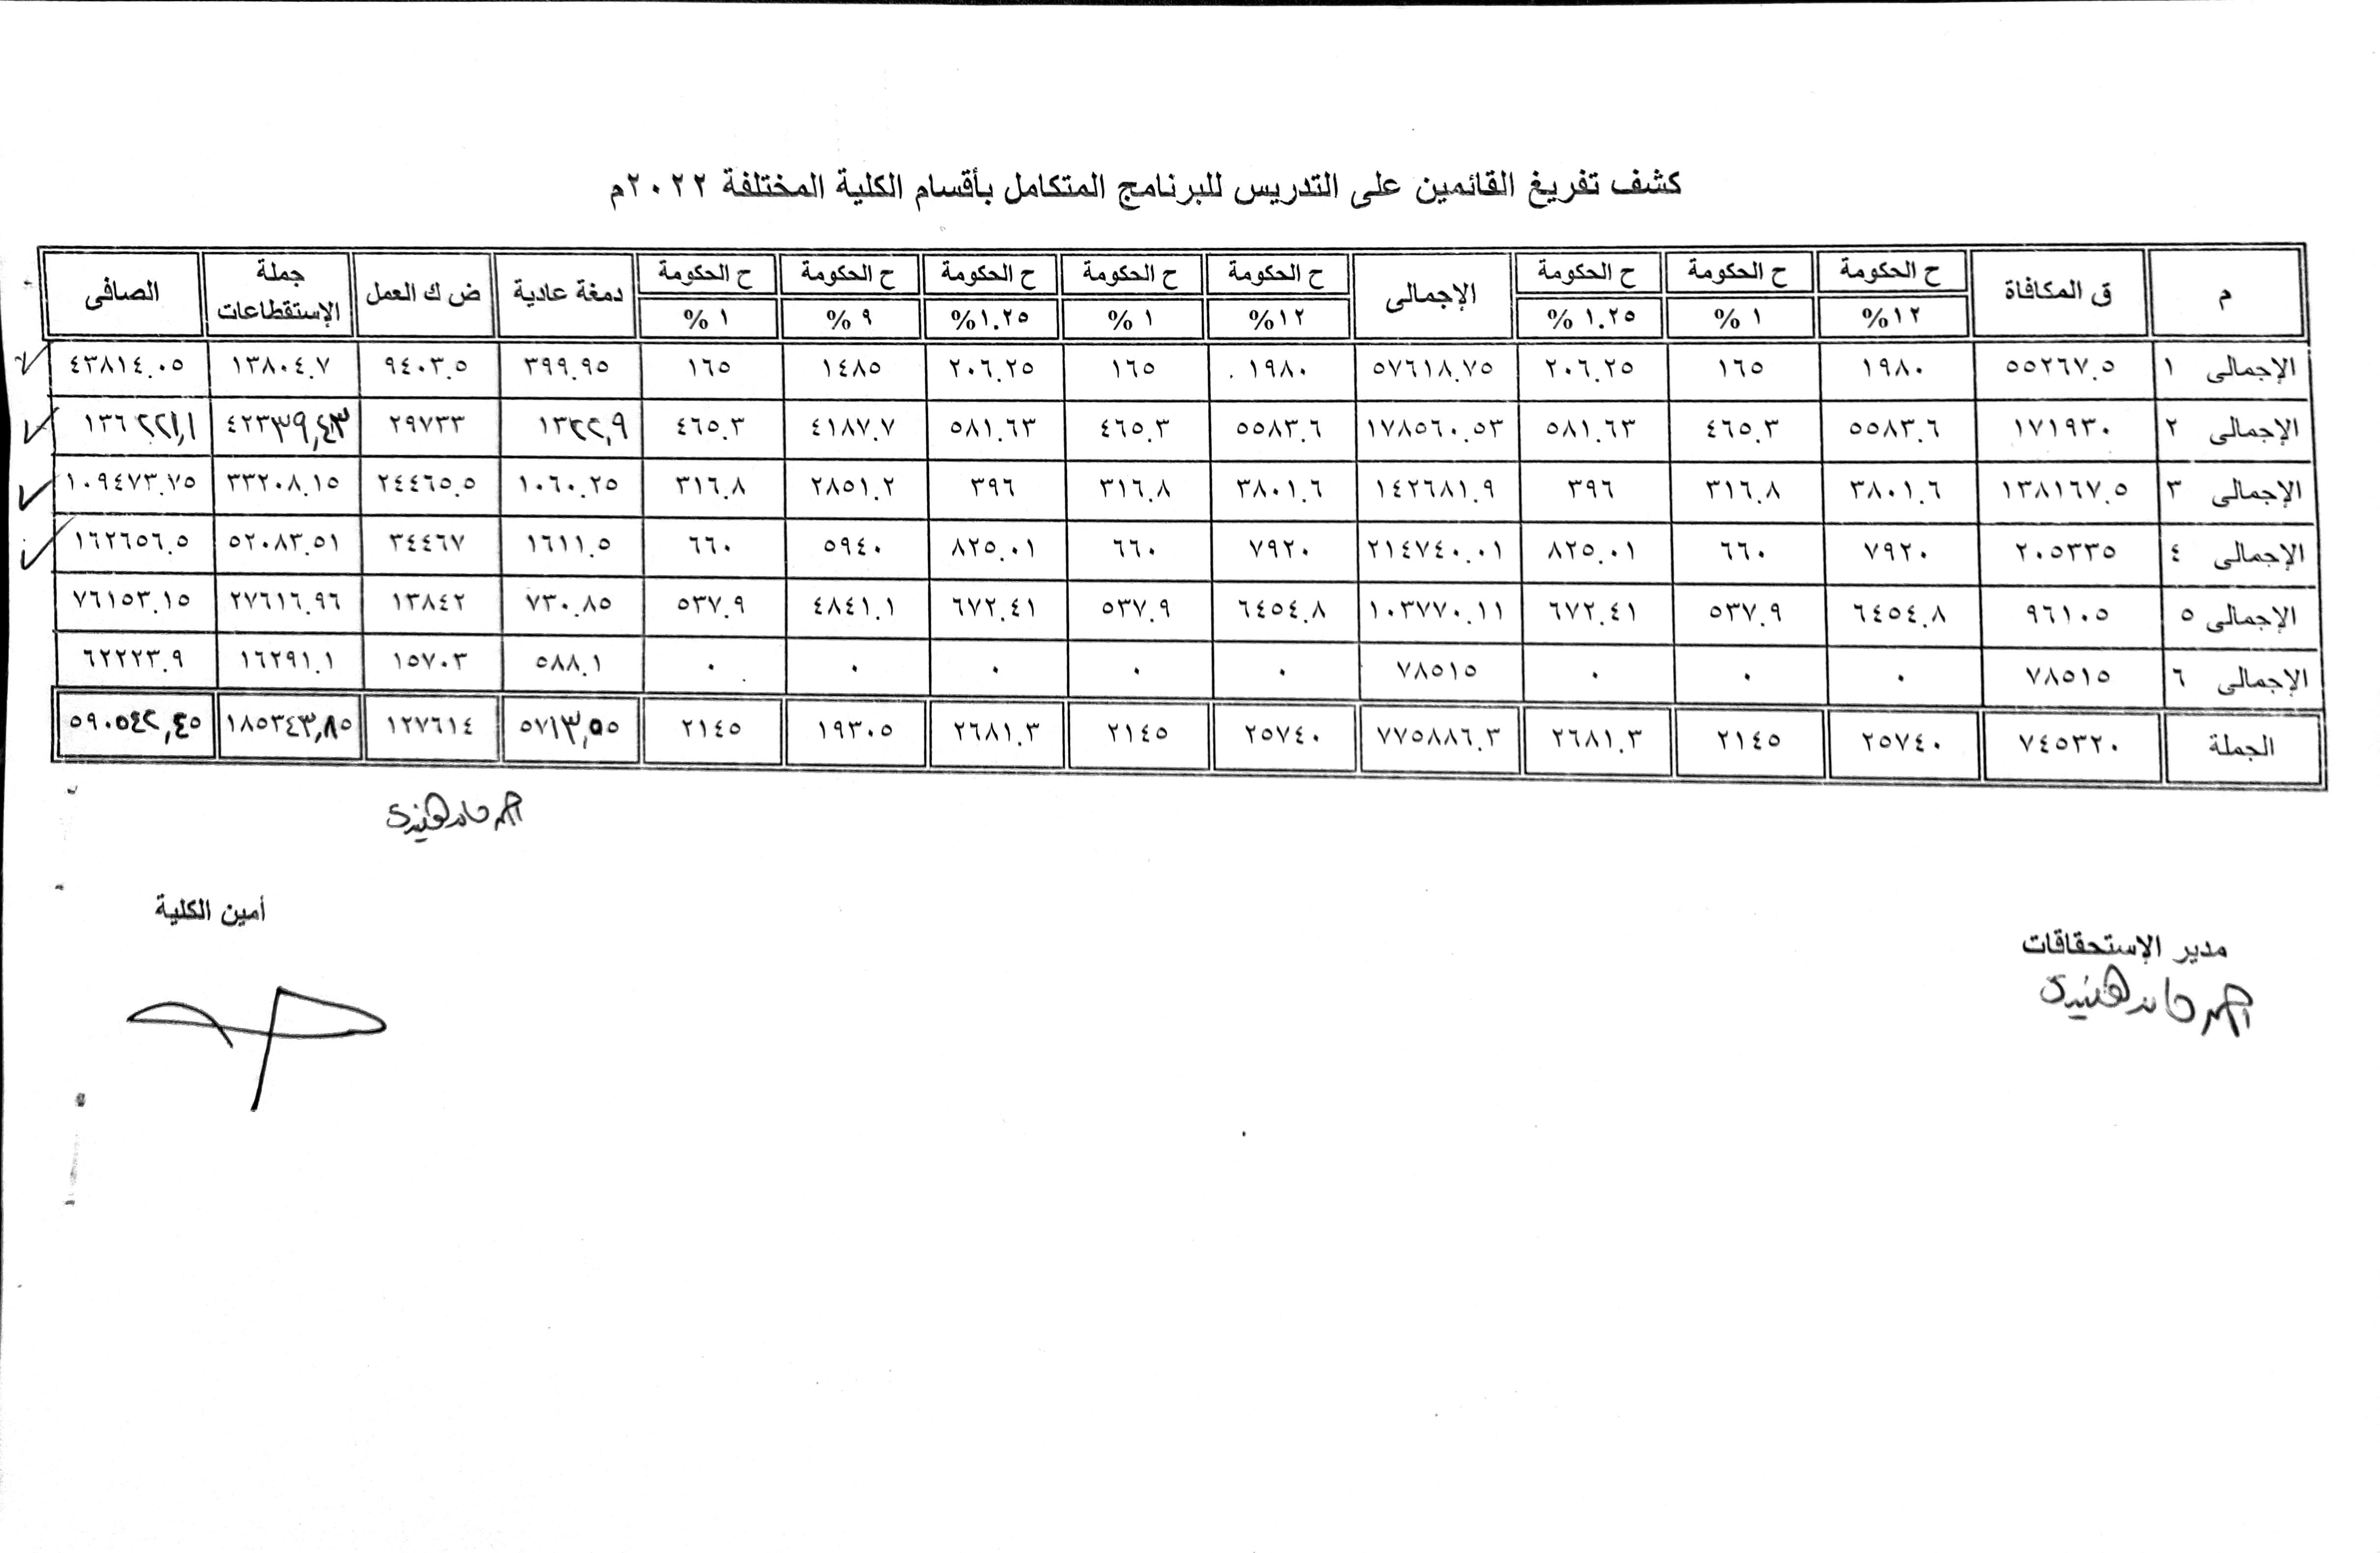 كشف تفريغ القائمين على التدريس للبرنامج المتكامل بأقسام الكلية المختلفة ٢٠٢٢م
م ق المكافاة ح الحكومة ح الحكومة ح الحكومة الإجمالى ح الحكومة ح الحكومة ح الحكومة ح الحكومة ح الحكومة دمغة عادية ض ك العمل جملة الإستقطاعات الصافى
١٢% ١ % ١.٢٥ % ١٢% ١ % ١.٢٥% ٩ % ١ %
الإجمالى ١ ٥٥٢٦٧.٥ ١٩٨٠ ١٦٥ ٢٠٦.٢٥ ٥٧٦١٨.٧٥ ١٩٨٠ ١٦٥ ٢٠٦.٢٥ ١٤٨٥ ١٦٥ ٣٩٩.٩٥ ٩٤٠٣.٥ ١٣٨٠٤.٧ ٤٣٨١٤.٠٥
الإجمالى ٢ ١٧١٩٣٠ ٥٥٨٣.٦ ٤٦٥.٣ ٥٨١.٦٣ ١٧٨٥٦٠.٥٣ ٥٥٨٣.٦ ٤٦٥.٣ ٥٨١.٦٣ ٤١٨٧.٧ ٤٦٥.٣ ١٣٢٢,٩ ٢٩٧٣٣ ٤٢٣٣٩,٤٣ ١٣٦٢٢١,١
الإجمالى ٣ ١٣٨١٦٧.٥ ٣٨٠١.٦ ٣١٦.٨ ٣٩٦ ١٤٢٦٨١.٩ ٣٨٠١.٦ ٣١٦.٨ ٣٩٦ ٢٨٥١.٢ ٣١٦.٨ ١٠٦٠.٢٥ ٢٤٤٦٥.٥ ٣٣٢٠٨.١٥ ١٠٩٤٧٣.٧٥
الإجمالى ٤ ٢٠٥٣٣٥ ٧٩٢٠ ٦٦٠ ٨٢٥.٠١ ٢١٤٧٤٠.٠١ ٧٩٢٠ ٦٦٠ ٨٢٥.٠١ ٥٩٤٠ ٦٦٠ ١٦١١.٥ ٣٤٤٦٧ ٥٢٠٨٣.٥١ ١٦٢٦٥٦.٥
الإجمالى ٥ ٩٦١٠٥ ٦٤٥٤.٨ ٥٣٧.٩ ٦٧٢.٤١ ١٠٣٧٧٠.١١ ٦٤٥٤.٨ ٥٣٧.٩ ٦٧٢.٤١ ٤٨٤١.١ ٥٣٧.٩ ٧٣٠.٨٥ ١٣٨٤٢ ٢٧٦١٦.٩٦ ٧٦١٥٣.١٥
الإجمالى ٦ ٧٨٥١٥ ٠ ٠ ٠ ٧٨٥١٥ ٠ ٠ ٠ ٠ ٠ ٥٨٨.١ ١٥٧٠٣ ١٦٢٩١.١ ٦٢٢٢٣.٩
الجملة ٧٤٥٣٢٠ ٢٥٧٤٠ ٢١٤٥ ٢٦٨١.٣ ٧٧٥٨٨٦.٣ ٢٥٧٤٠ ٢١٤٥ ٢٦٨١.٣ ١٩٣٠٥ ٢١٤٥ ٥٧١٣,٥٥ ١٢٧٦١٤ ١٨٥٣٤٣,٨٥ ٥٩٠٥٤٢,٤٥
أمين الكلية
مدير الإستحقاقات